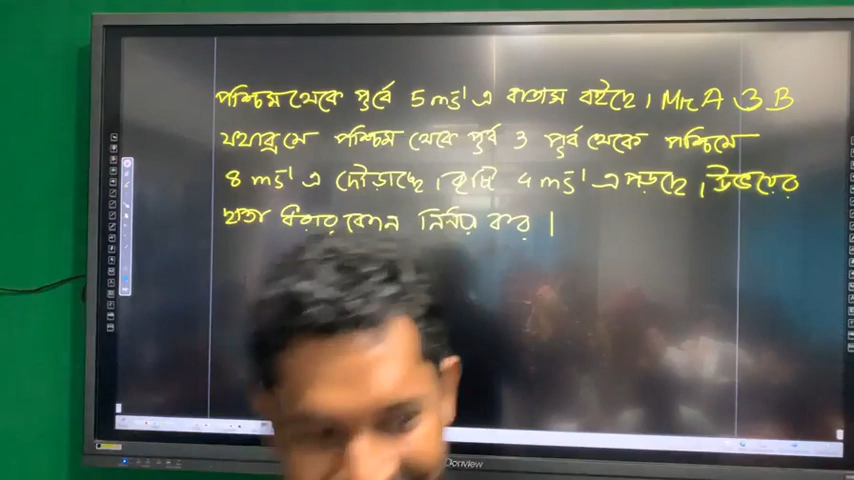 পশ্চিম থেকে পূর্বে 5 ms⁻¹ এ বাতাস বইছে। Mr A ও B
যথাক্রমে পশ্চিম থেকে পূর্ব ও পূর্ব থেকে পশ্চিমে
8 ms⁻¹ এ দৌড়াচ্ছে, বৃষ্টি 4 ms⁻¹ এ পড়ছে, উভয়ের
ছাতা ধরার কোণ নির্ণয় কর।
Donview